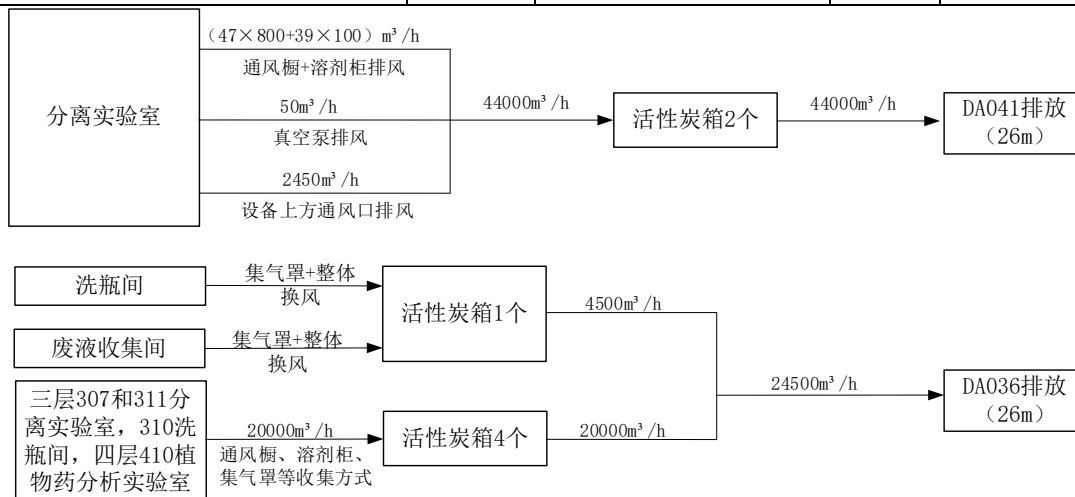 (47×800+39×100)m³/h
通风橱+溶剂柜排风
分离实验室
50m³/h
真空泵排风
2450m³/h
设备上方通风口排风
44000m³/h
活性炭箱2个
44000m³/h
DA041排放
(26m)
洗瓶间
集气罩+整体
换风
废液收集间
集气罩+整体
换风
活性炭箱1个
4500m³/h
三层307和311分
离实验室，310洗
瓶间，四层410植
物药分析实验室
20000m³/h
通风橱、溶剂柜、
集气罩等收集方式
活性炭箱4个
20000m³/h
24500m³/h
DA036排放
(26m)